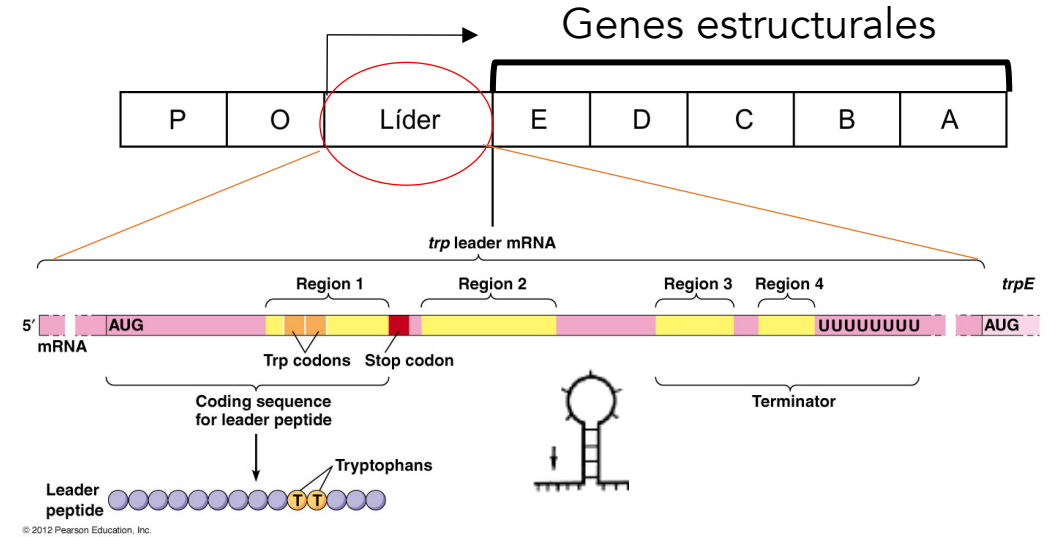 Genes estructurales
P O Líder E D C B A
trp leader mRNA
Region 1 Region 2 Region 3 Region 4 trpE
5′ AUG UUUUUUUU AUG
mRNA
Trp codons Stop codon
Coding sequence
for leader peptide
Terminator
Tryptophans
Leader
peptide
T T
© 2012 Pearson Education, Inc.